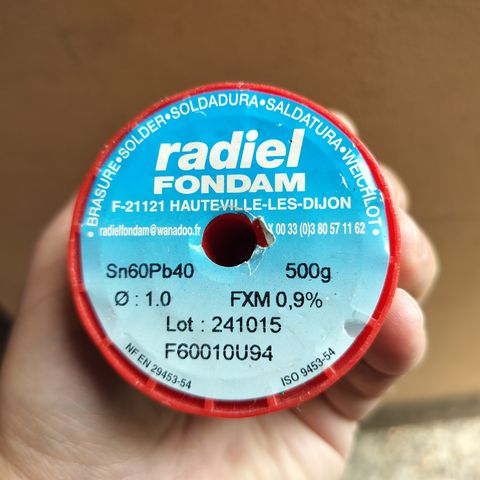 • BRASURE • SOLDER • SOLDADURA • SALDATURA • WEICHLOT •
radiel
FONDAM
F-21121 HAUTEVILLE-LES-DIJON
radielfondam@wanadoo.fr X 00 33 (0)3 80 57 11 62
Sn60Pb40 500g
Ø : 1.0 FXM 0,9%
Lot : 241015
F60010U94
NF EN 29453-54 ISO 9453-54